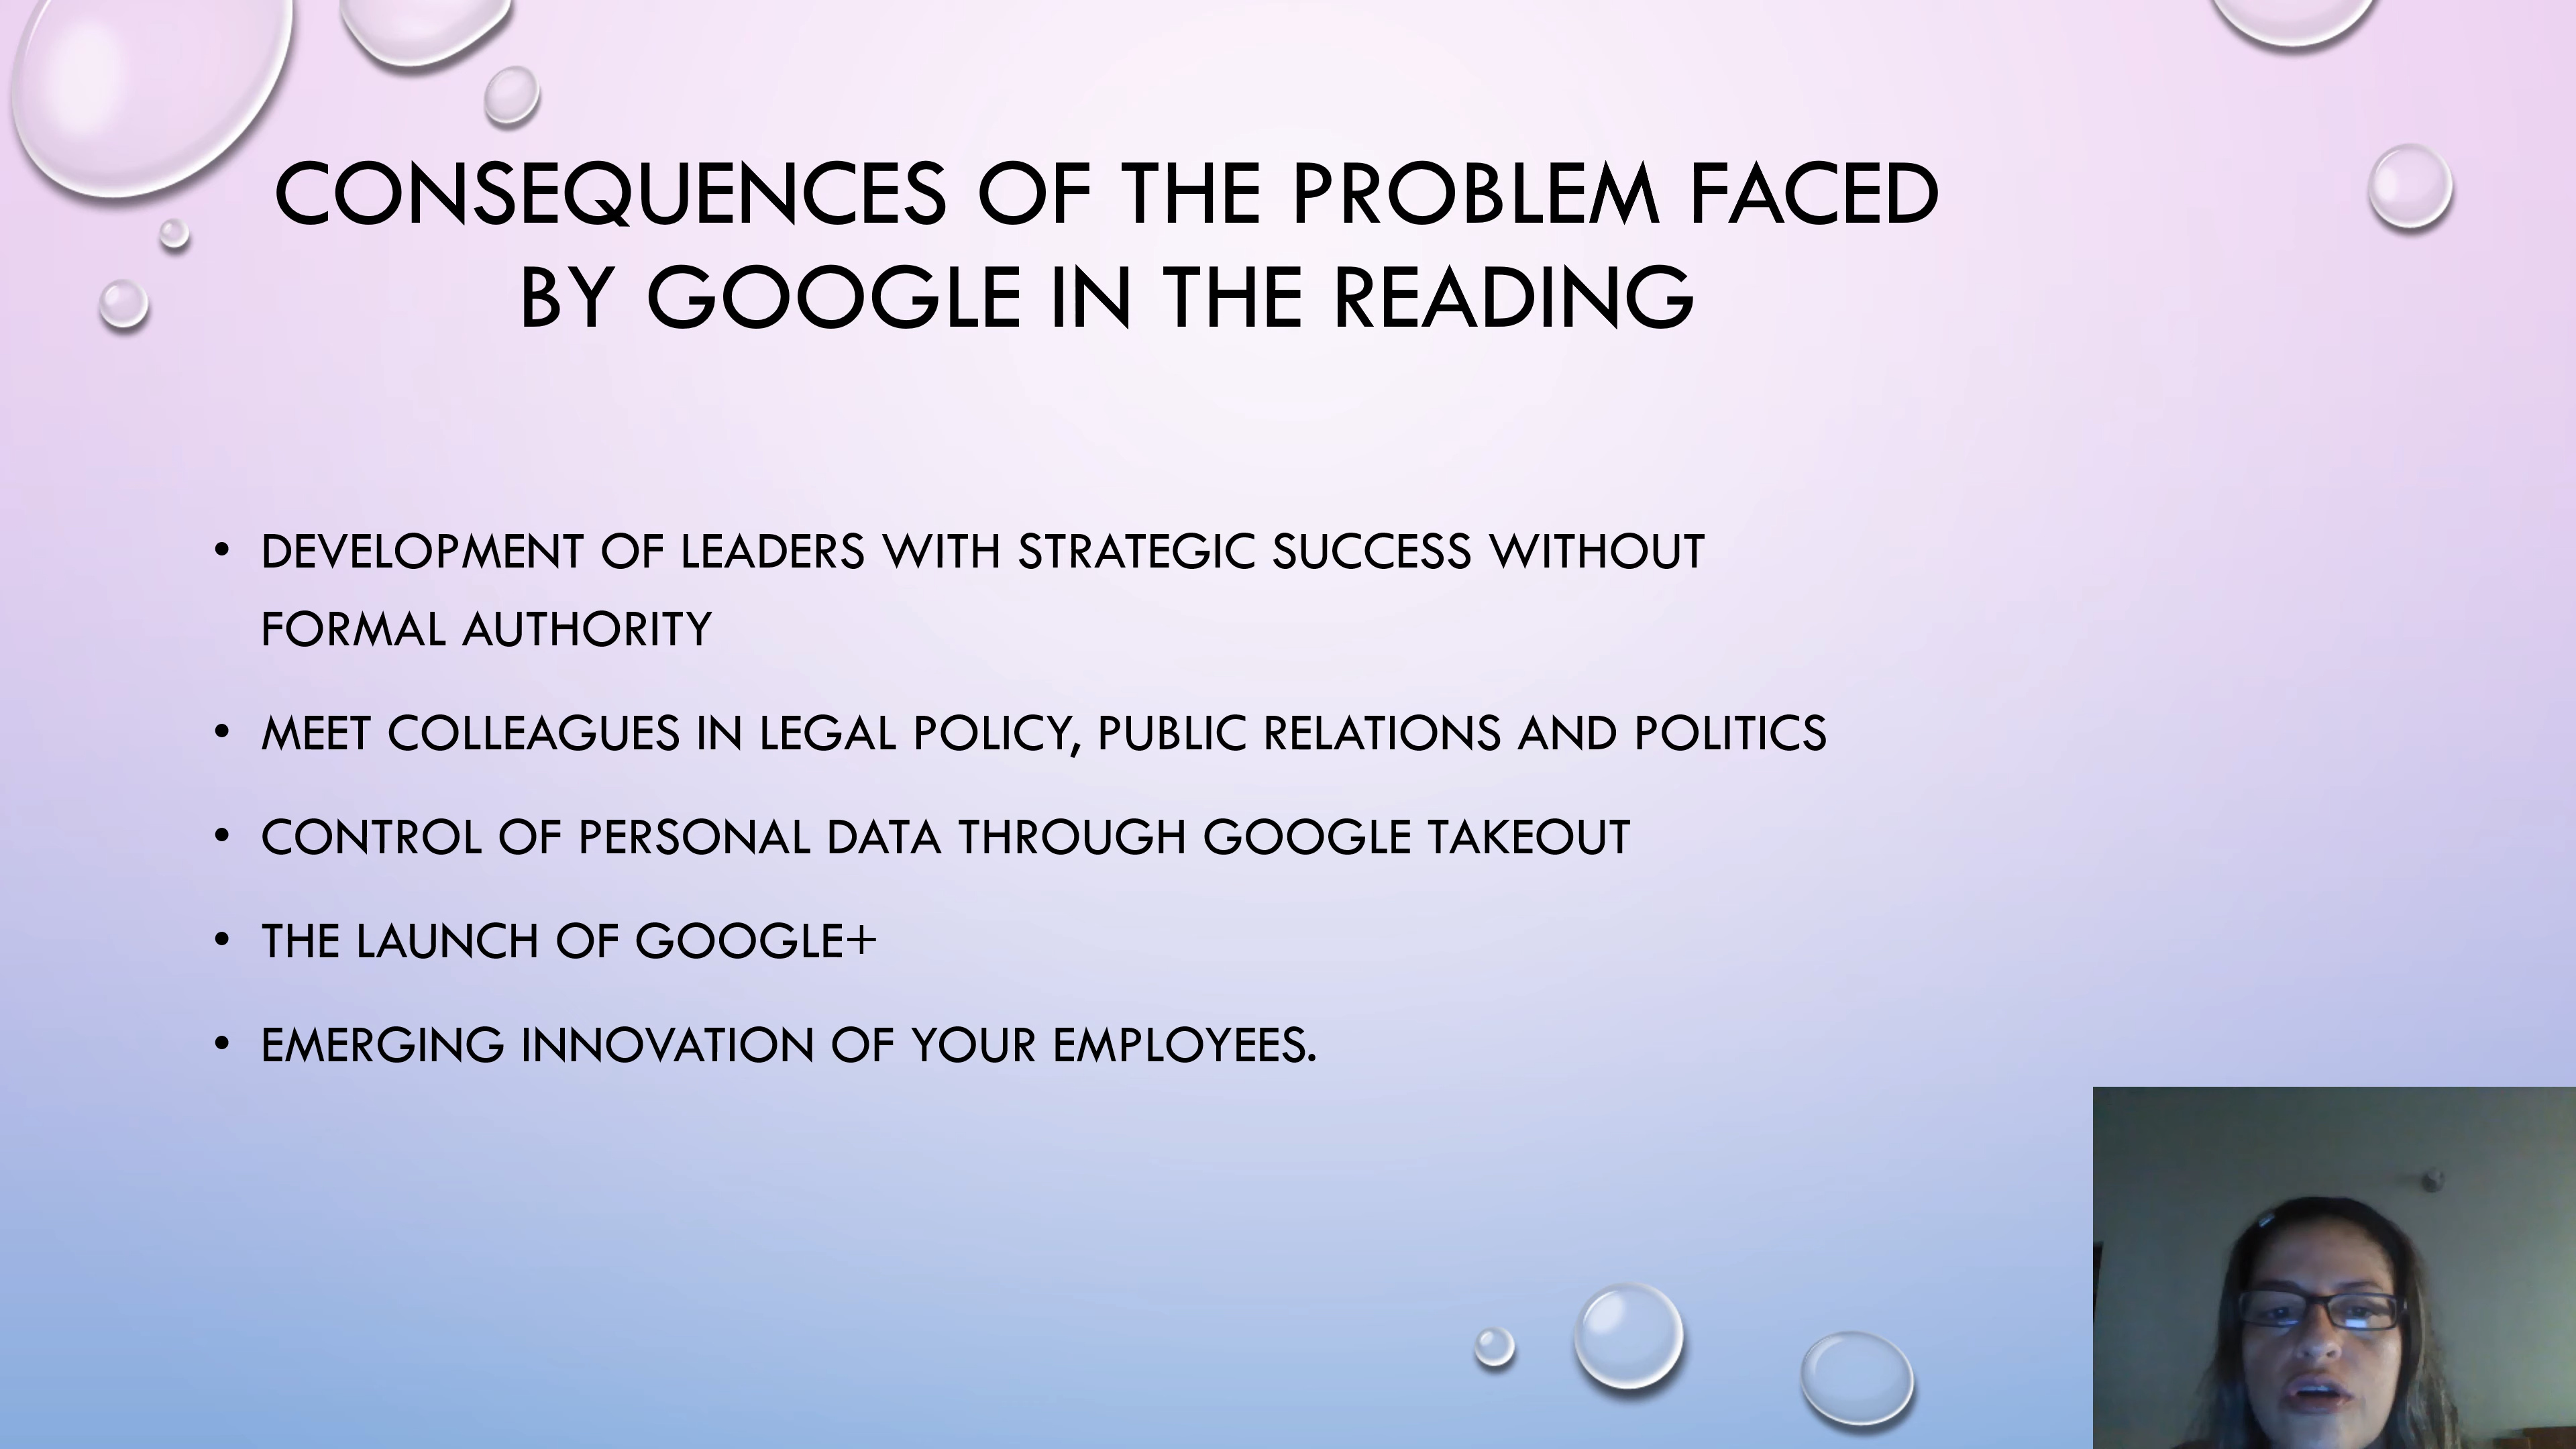 CONSEQUENCES OF THE PROBLEM FACED
BY GOOGLE IN THE READING
• DEVELOPMENT OF LEADERS WITH STRATEGIC SUCCESS WITHOUT
FORMAL AUTHORITY
• MEET COLLEAGUES IN LEGAL POLICY, PUBLIC RELATIONS AND POLITICS
• CONTROL OF PERSONAL DATA THROUGH GOOGLE TAKEOUT
• THE LAUNCH OF GOOGLE+
• EMERGING INNOVATION OF YOUR EMPLOYEES.